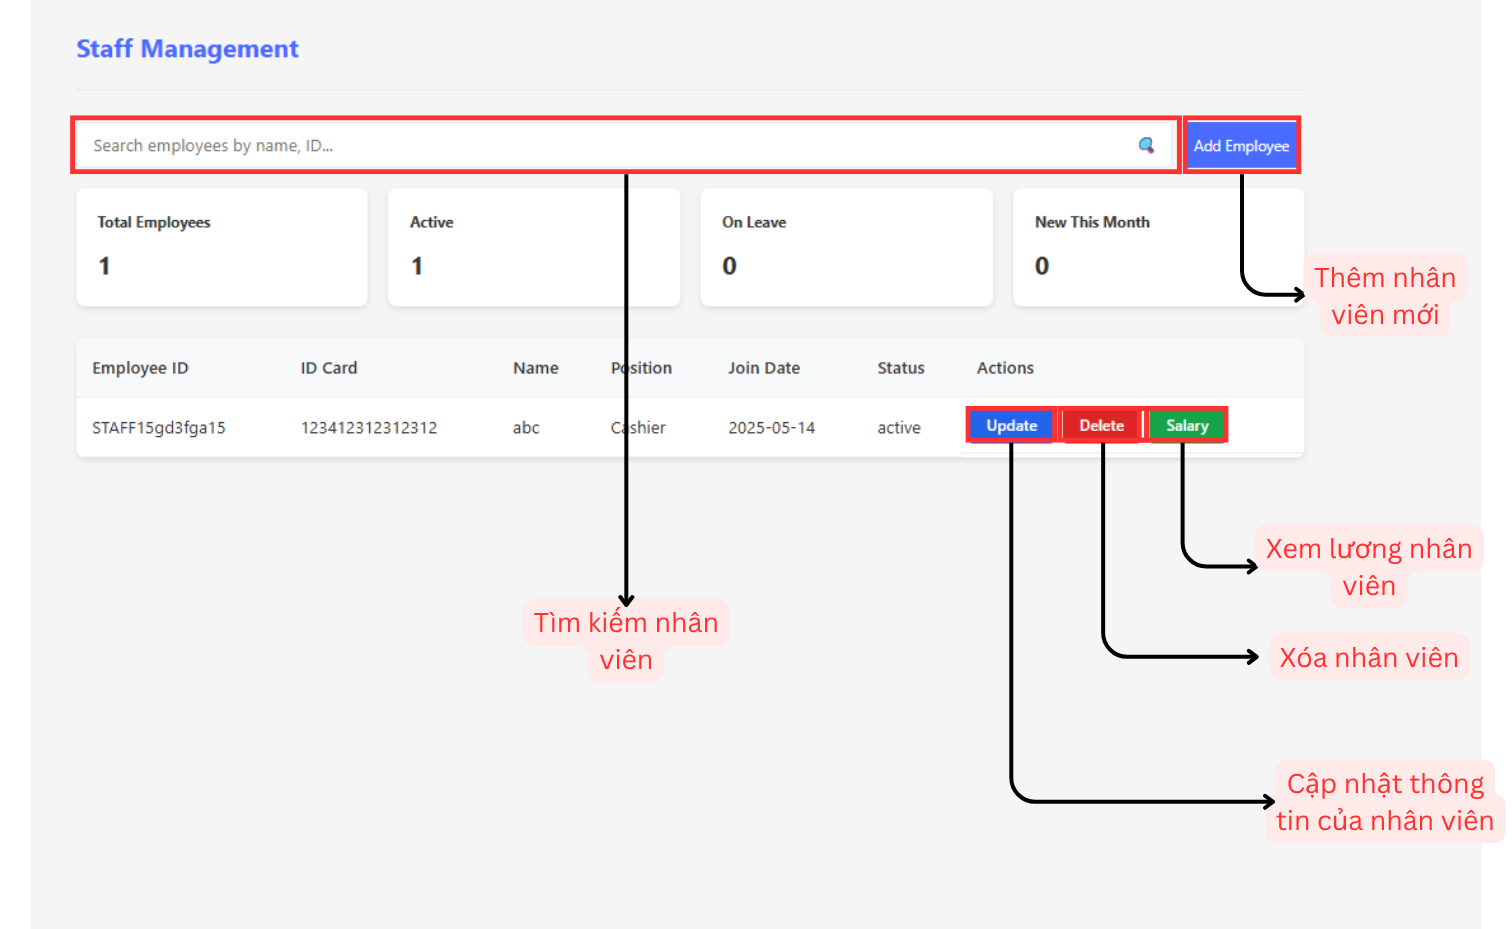 Staff Management
Search employees by name, ID...
Add Employee
Total Employees
1
Active
1
On Leave
0
New This Month
0
Thêm nhân
viên mới
Employee ID ID Card Name Position Join Date Status Actions
STAFF15gd3fga15 123412312312312 abc Cashier 2025-05-14 active Update Delete Salary
Xem lương nhân
viên
Tìm kiếm nhân
viên
Xóa nhân viên
Cập nhật thông
tin của nhân viên